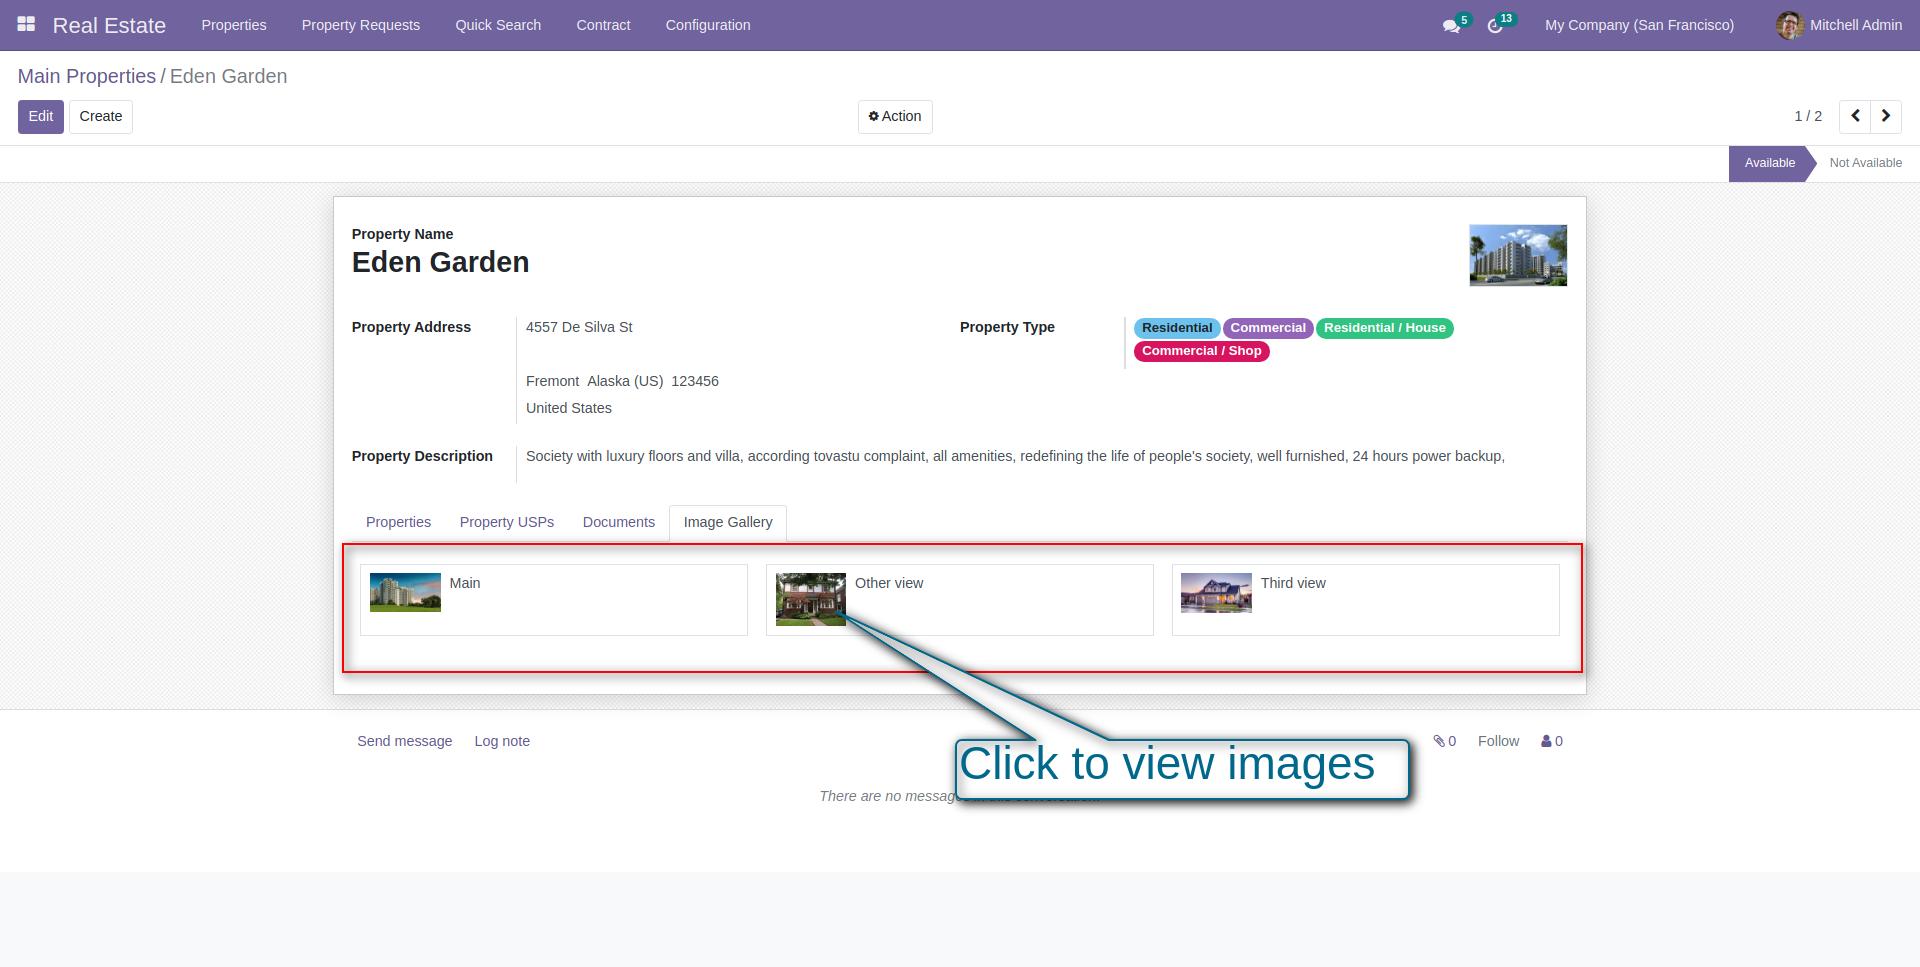 Real Estate Properties Property Requests Quick Search Contract Configuration 5 13 My Company (San Francisco) Mitchell Admin
Main Properties / Eden Garden
Edit Create Action 1 / 2
Available Not Available
Property Name
Eden Garden
Property Address 4557 De Silva St Property Type Residential Commercial Residential / House
Commercial / Shop
Fremont Alaska (US) 123456
United States
Property Description Society with luxury floors and villa, according tovastu complaint, all amenities, redefining the life of people's society, well furnished, 24 hours power backup,
Properties Property USPs Documents Image Gallery
Main Other view Third view
Send message Log note 0 Follow 0
Click to view images
There are no messages